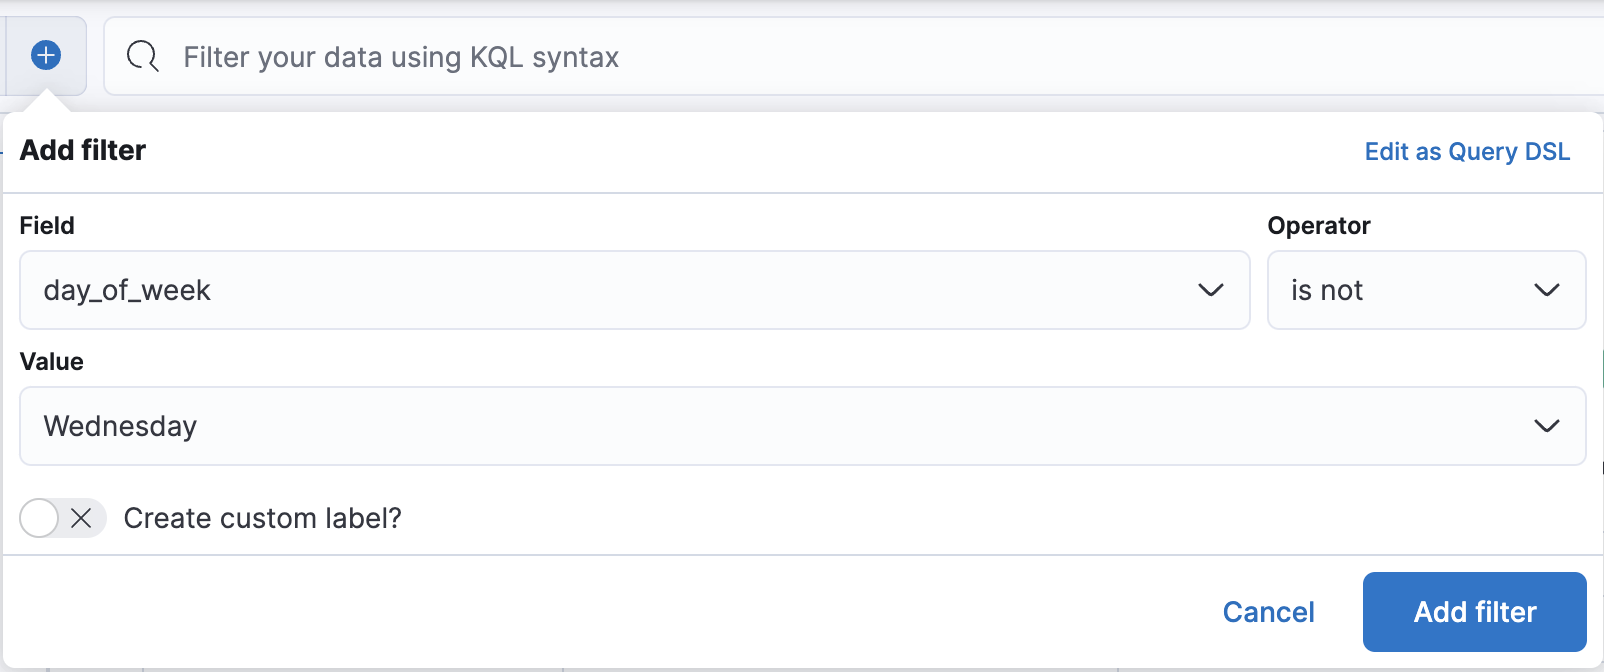 Filter your data using KQL syntax
Add filter
Edit as Query DSL
Field
Operator
day_of_week
is not
Value
Wednesday
Create custom label?
Cancel
Add filter